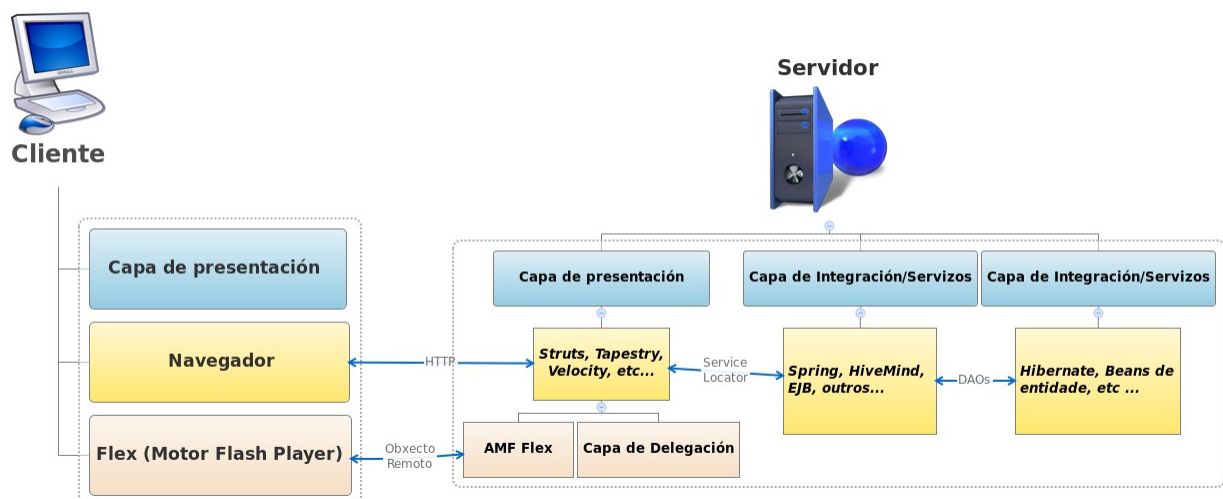 Cliente
Servidor
Capa de presentación
Navegador
Flex (Motor Flash Player)
HTTP
Obxecto
Remoto
Capa de presentación
Struts, Tapestry,
Velocity, etc...
AMF Flex
Capa de Delegación
Service
Locator
Capa de Integración/Servizos
Spring, HiveMind,
EJB, outros...
DAOs
Capa de Integración/Servizos
Hibernate, Beans de
entidade, etc ...